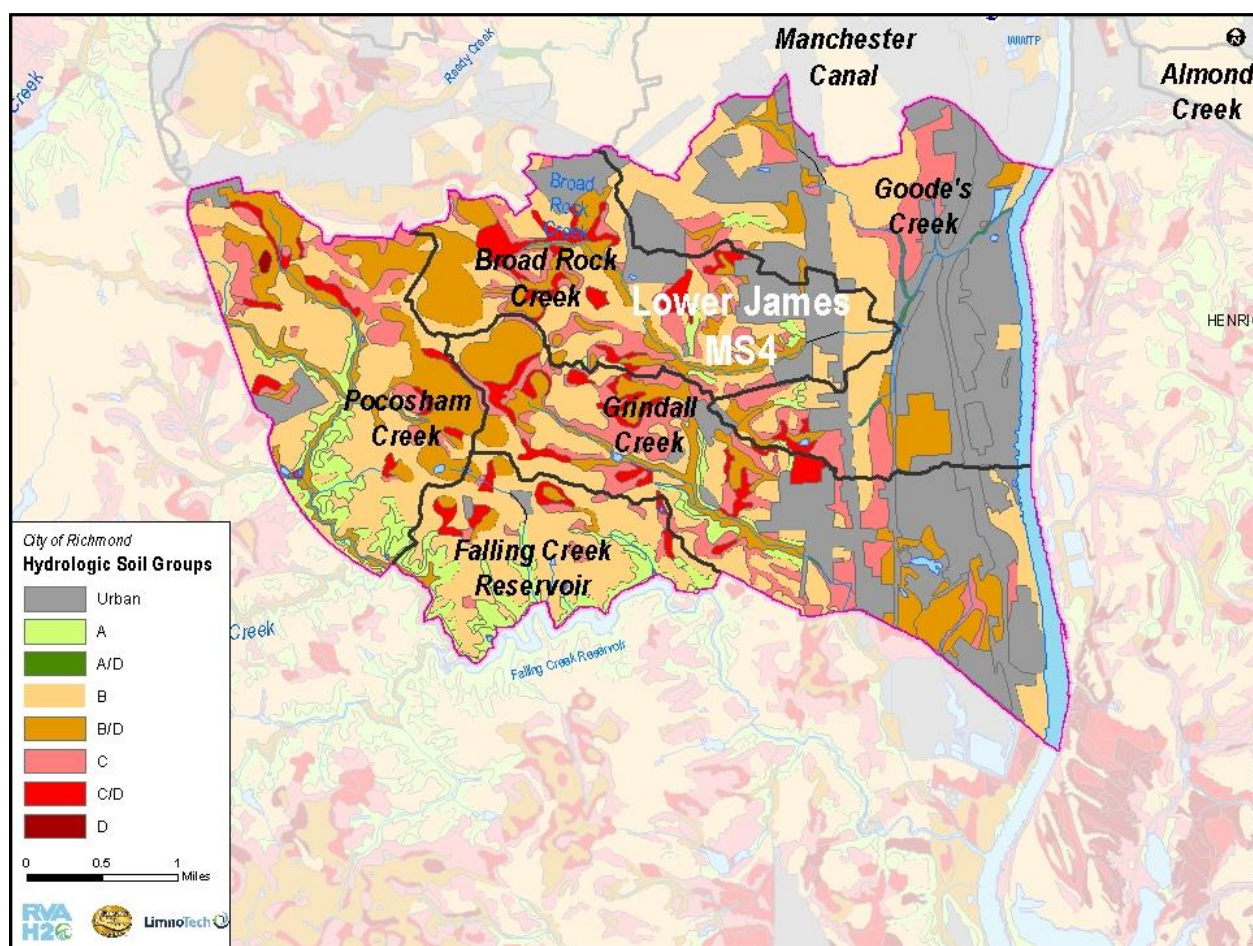 Manchester
Canal
WWTP
Almond
Creek
Reedy Creek
Creek
Goode's
Creek
Broad
Rock
Creek
Broad Rock
Creek
Lower James
MS4
HENRI
Pocosham
Creek
Grindall
Creek
Falling Creek
Reservoir
Creek
Falling Creek Reservoir
City of Richmond
Hydrologic Soil Groups
Urban
A
A/D
B
B/D
C
C/D
D
0 0.5 1
Miles
RVA
H2O
LimnoTech
N